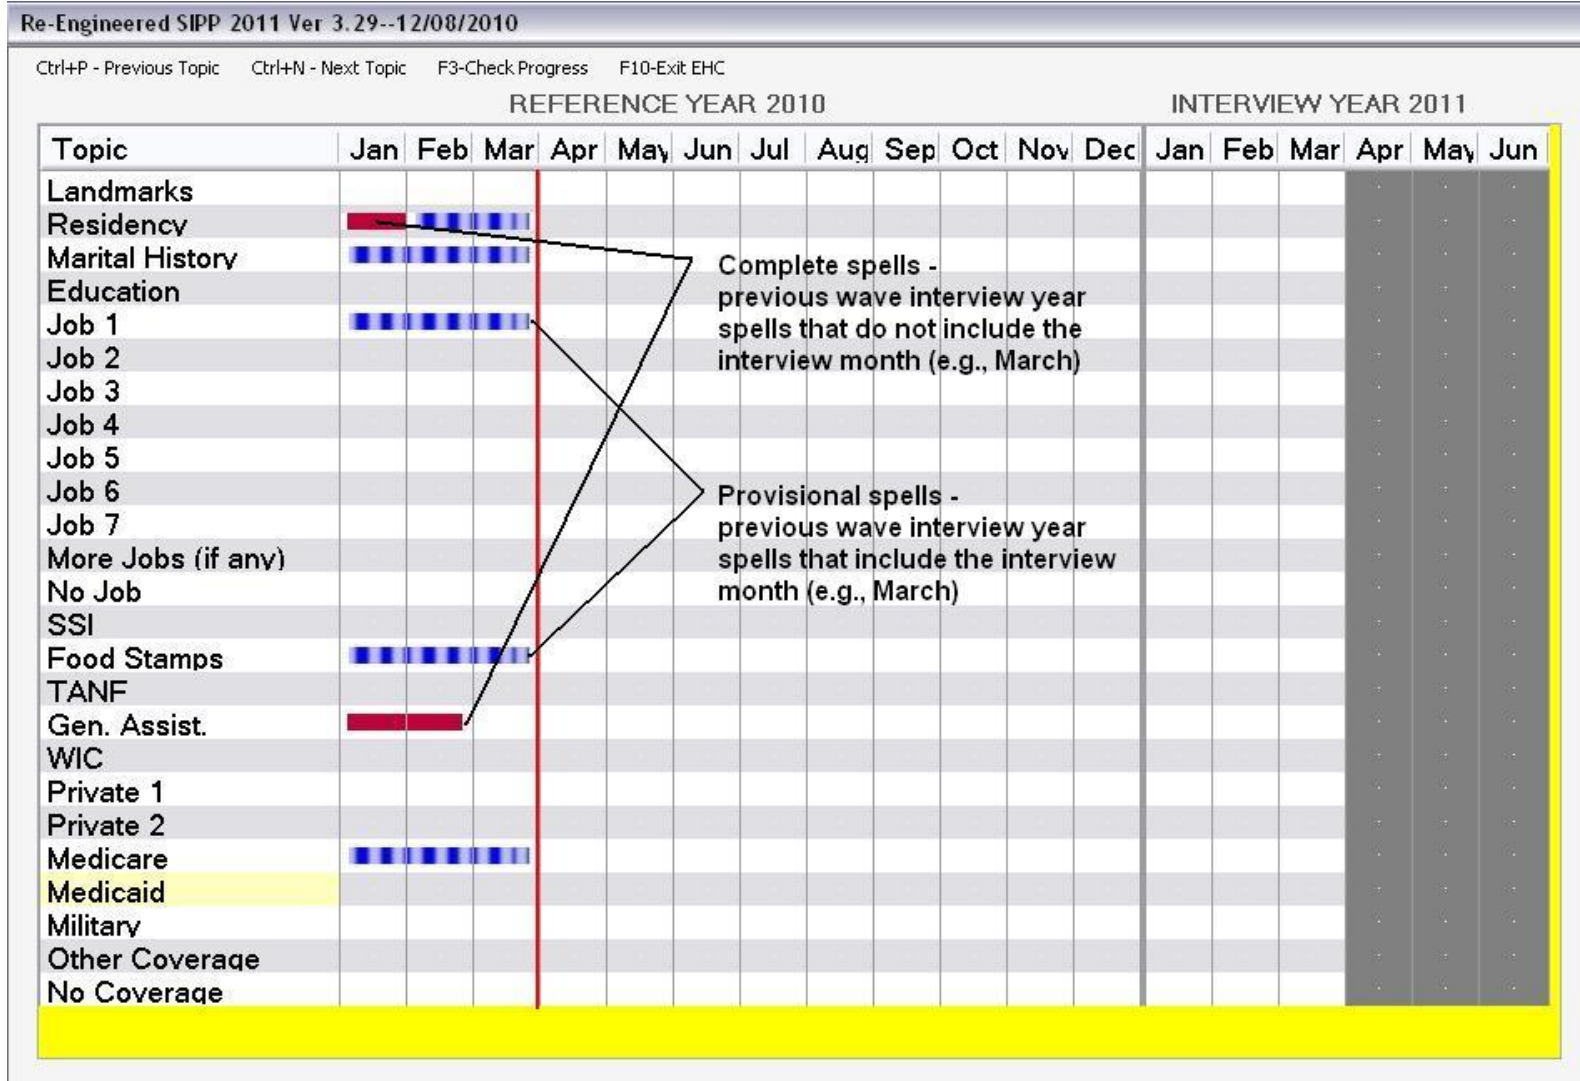 Re-Engineered SIPP 2011 Ver 3.29--12/08/2010
Ctrl+P - Previous Topic Ctrl+N - Next Topic F3-Check Progress F10-Exit EHC
REFERENCE YEAR 2010 INTERVIEW YEAR 2011
Topic Jan Feb Mar Apr May Jun Jul Aug Sep Oct Nov Dec Jan Feb Mar Apr May Jun
Landmarks
Residency
Marital History
Education
Job 1
Job 2
Job 3
Job 4
Job 5
Job 6
Job 7
More Jobs (if any)
No Job
SSI
Food Stamps
TANF
Gen. Assist.
WIC
Private 1
Private 2
Medicare
Medicaid
Military
Other Coverage
No Coverage
Complete spells -
previous wave interview year
spells that do not include the
interview month (e.g., March)
Provisional spells -
previous wave interview year
spells that include the interview
month (e.g., March)